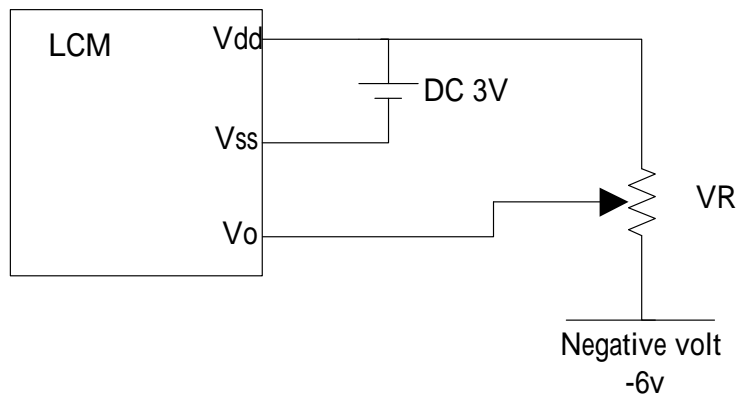 LCM
Vdd
DC 3V
Vss
VR
Vo
Negative volt
-6v